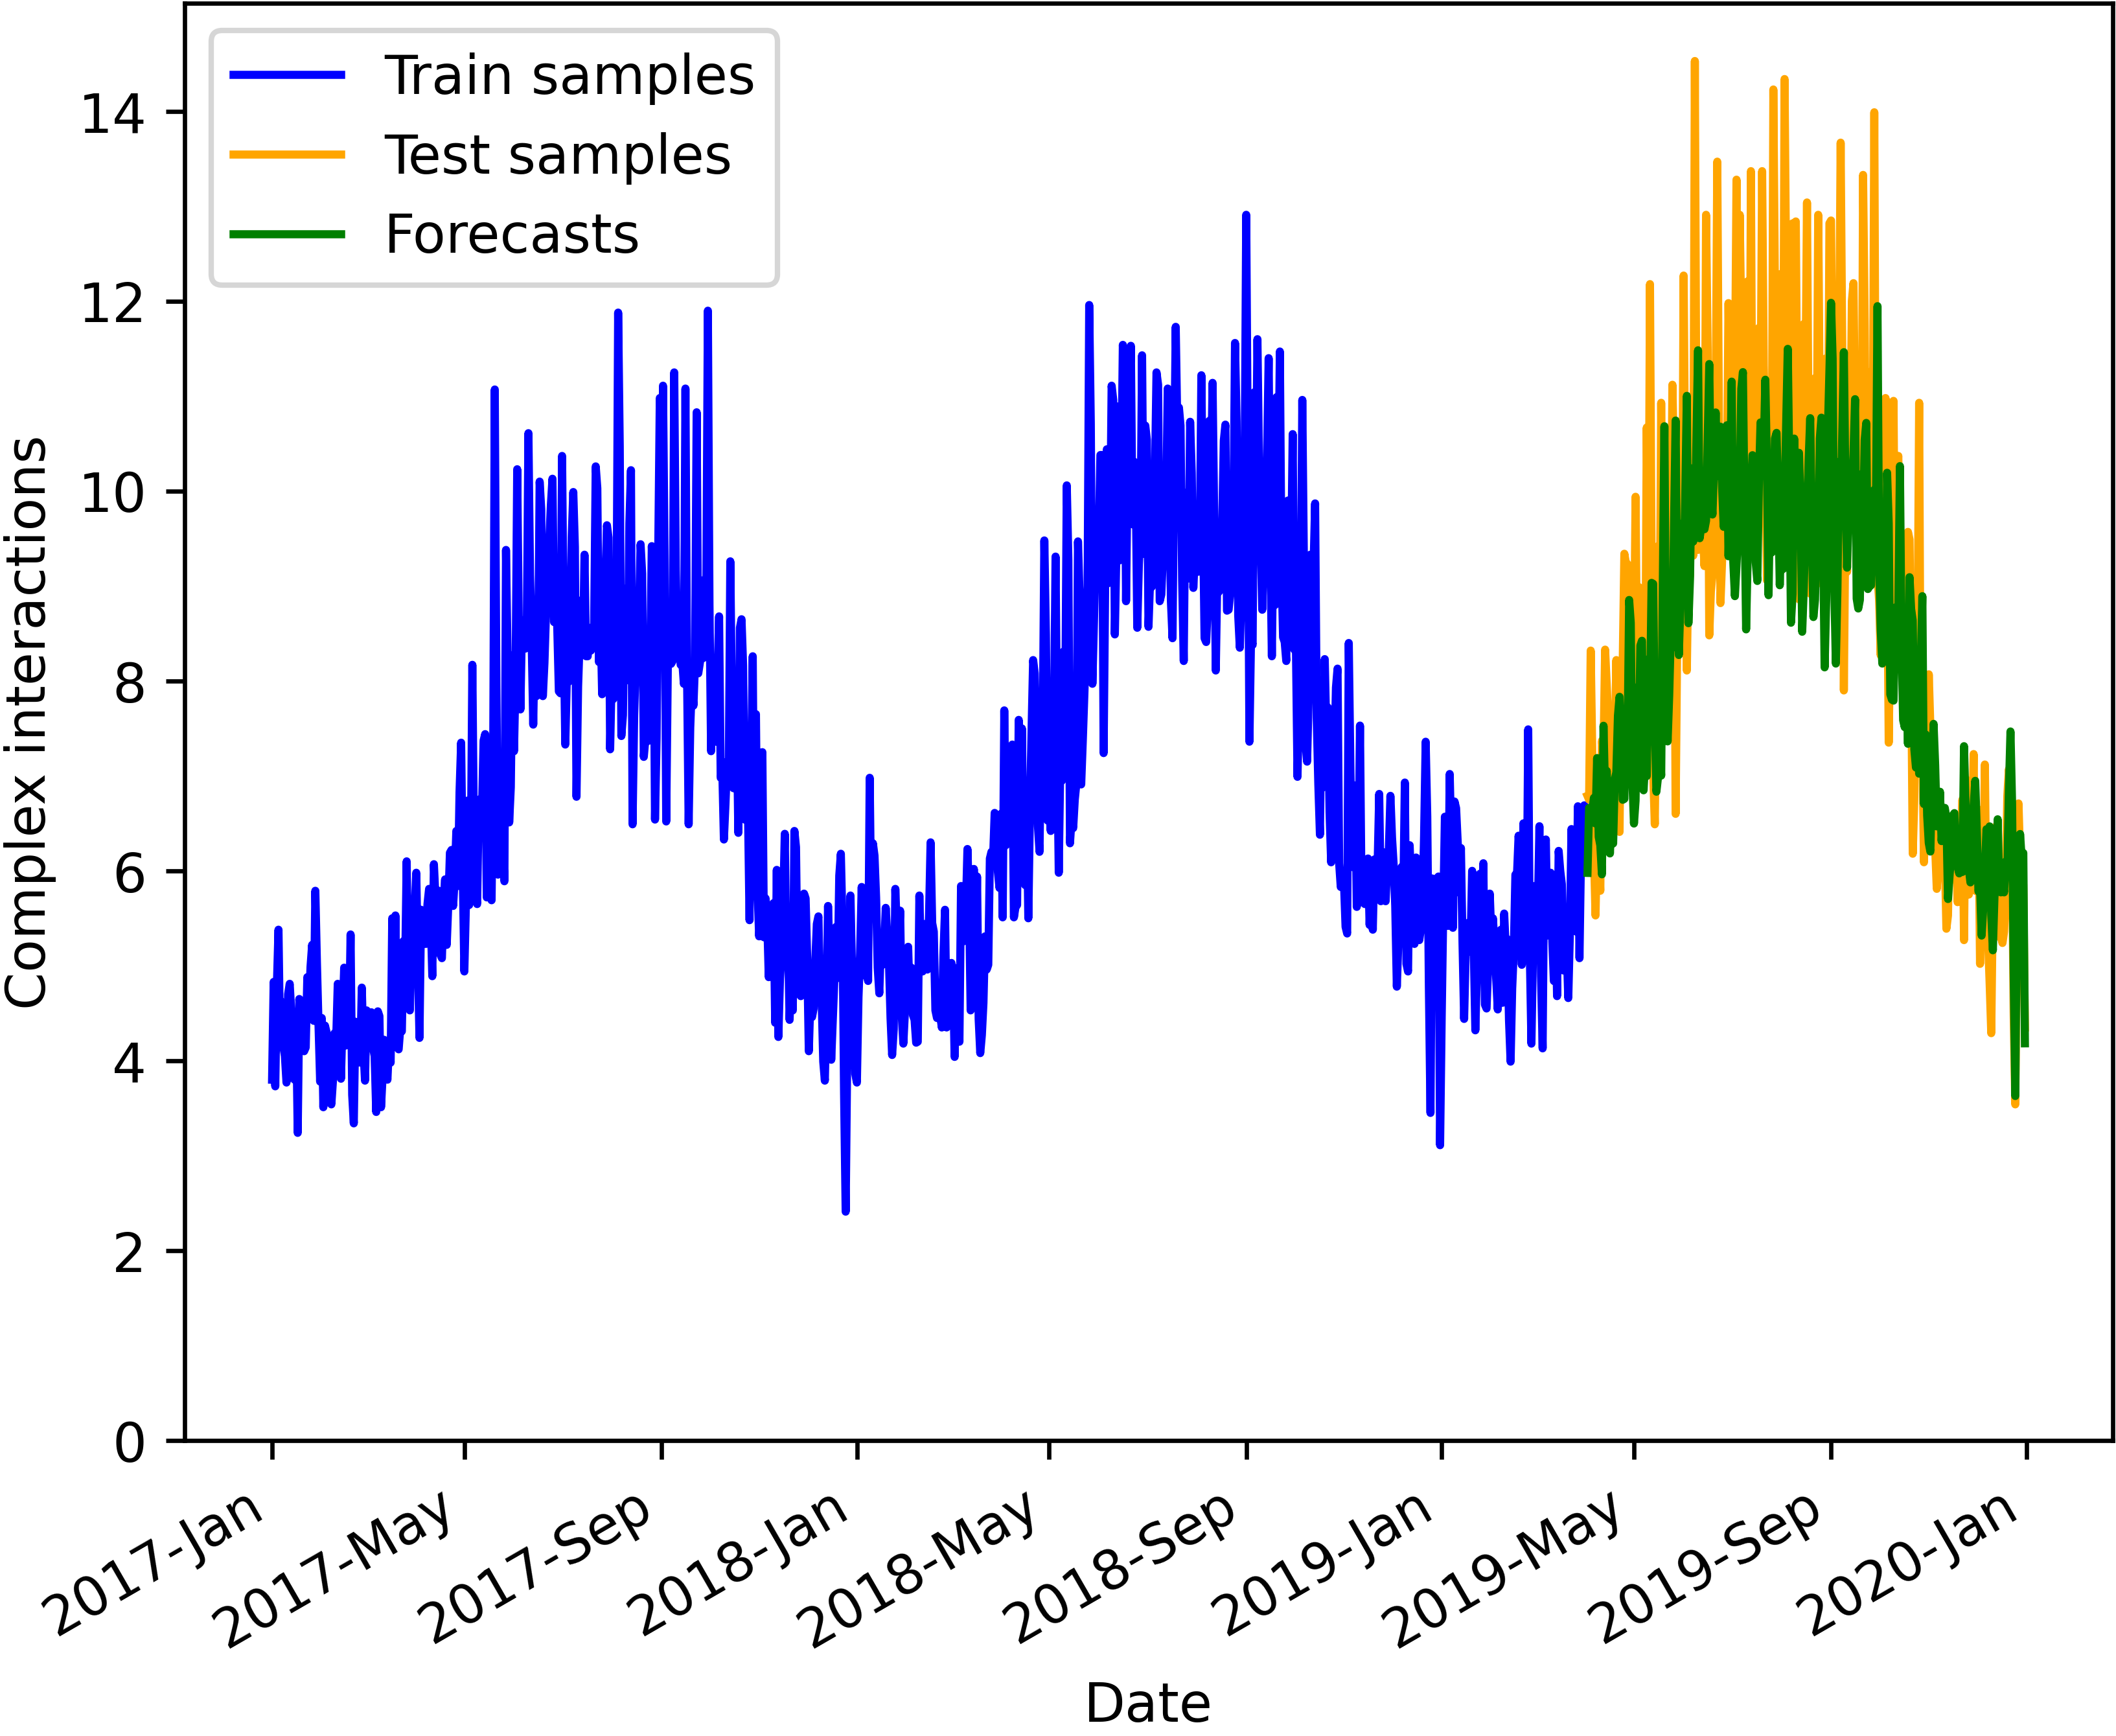 Train samples
Test samples
Forecasts
14
12
10
8
6
4
2
0
Complex interactions
2017-Jan
2017-May
2017-Sep
2018-Jan
2018-May
2018-Sep
2019-Jan
2019-May
2019-Sep
2020-Jan
Date